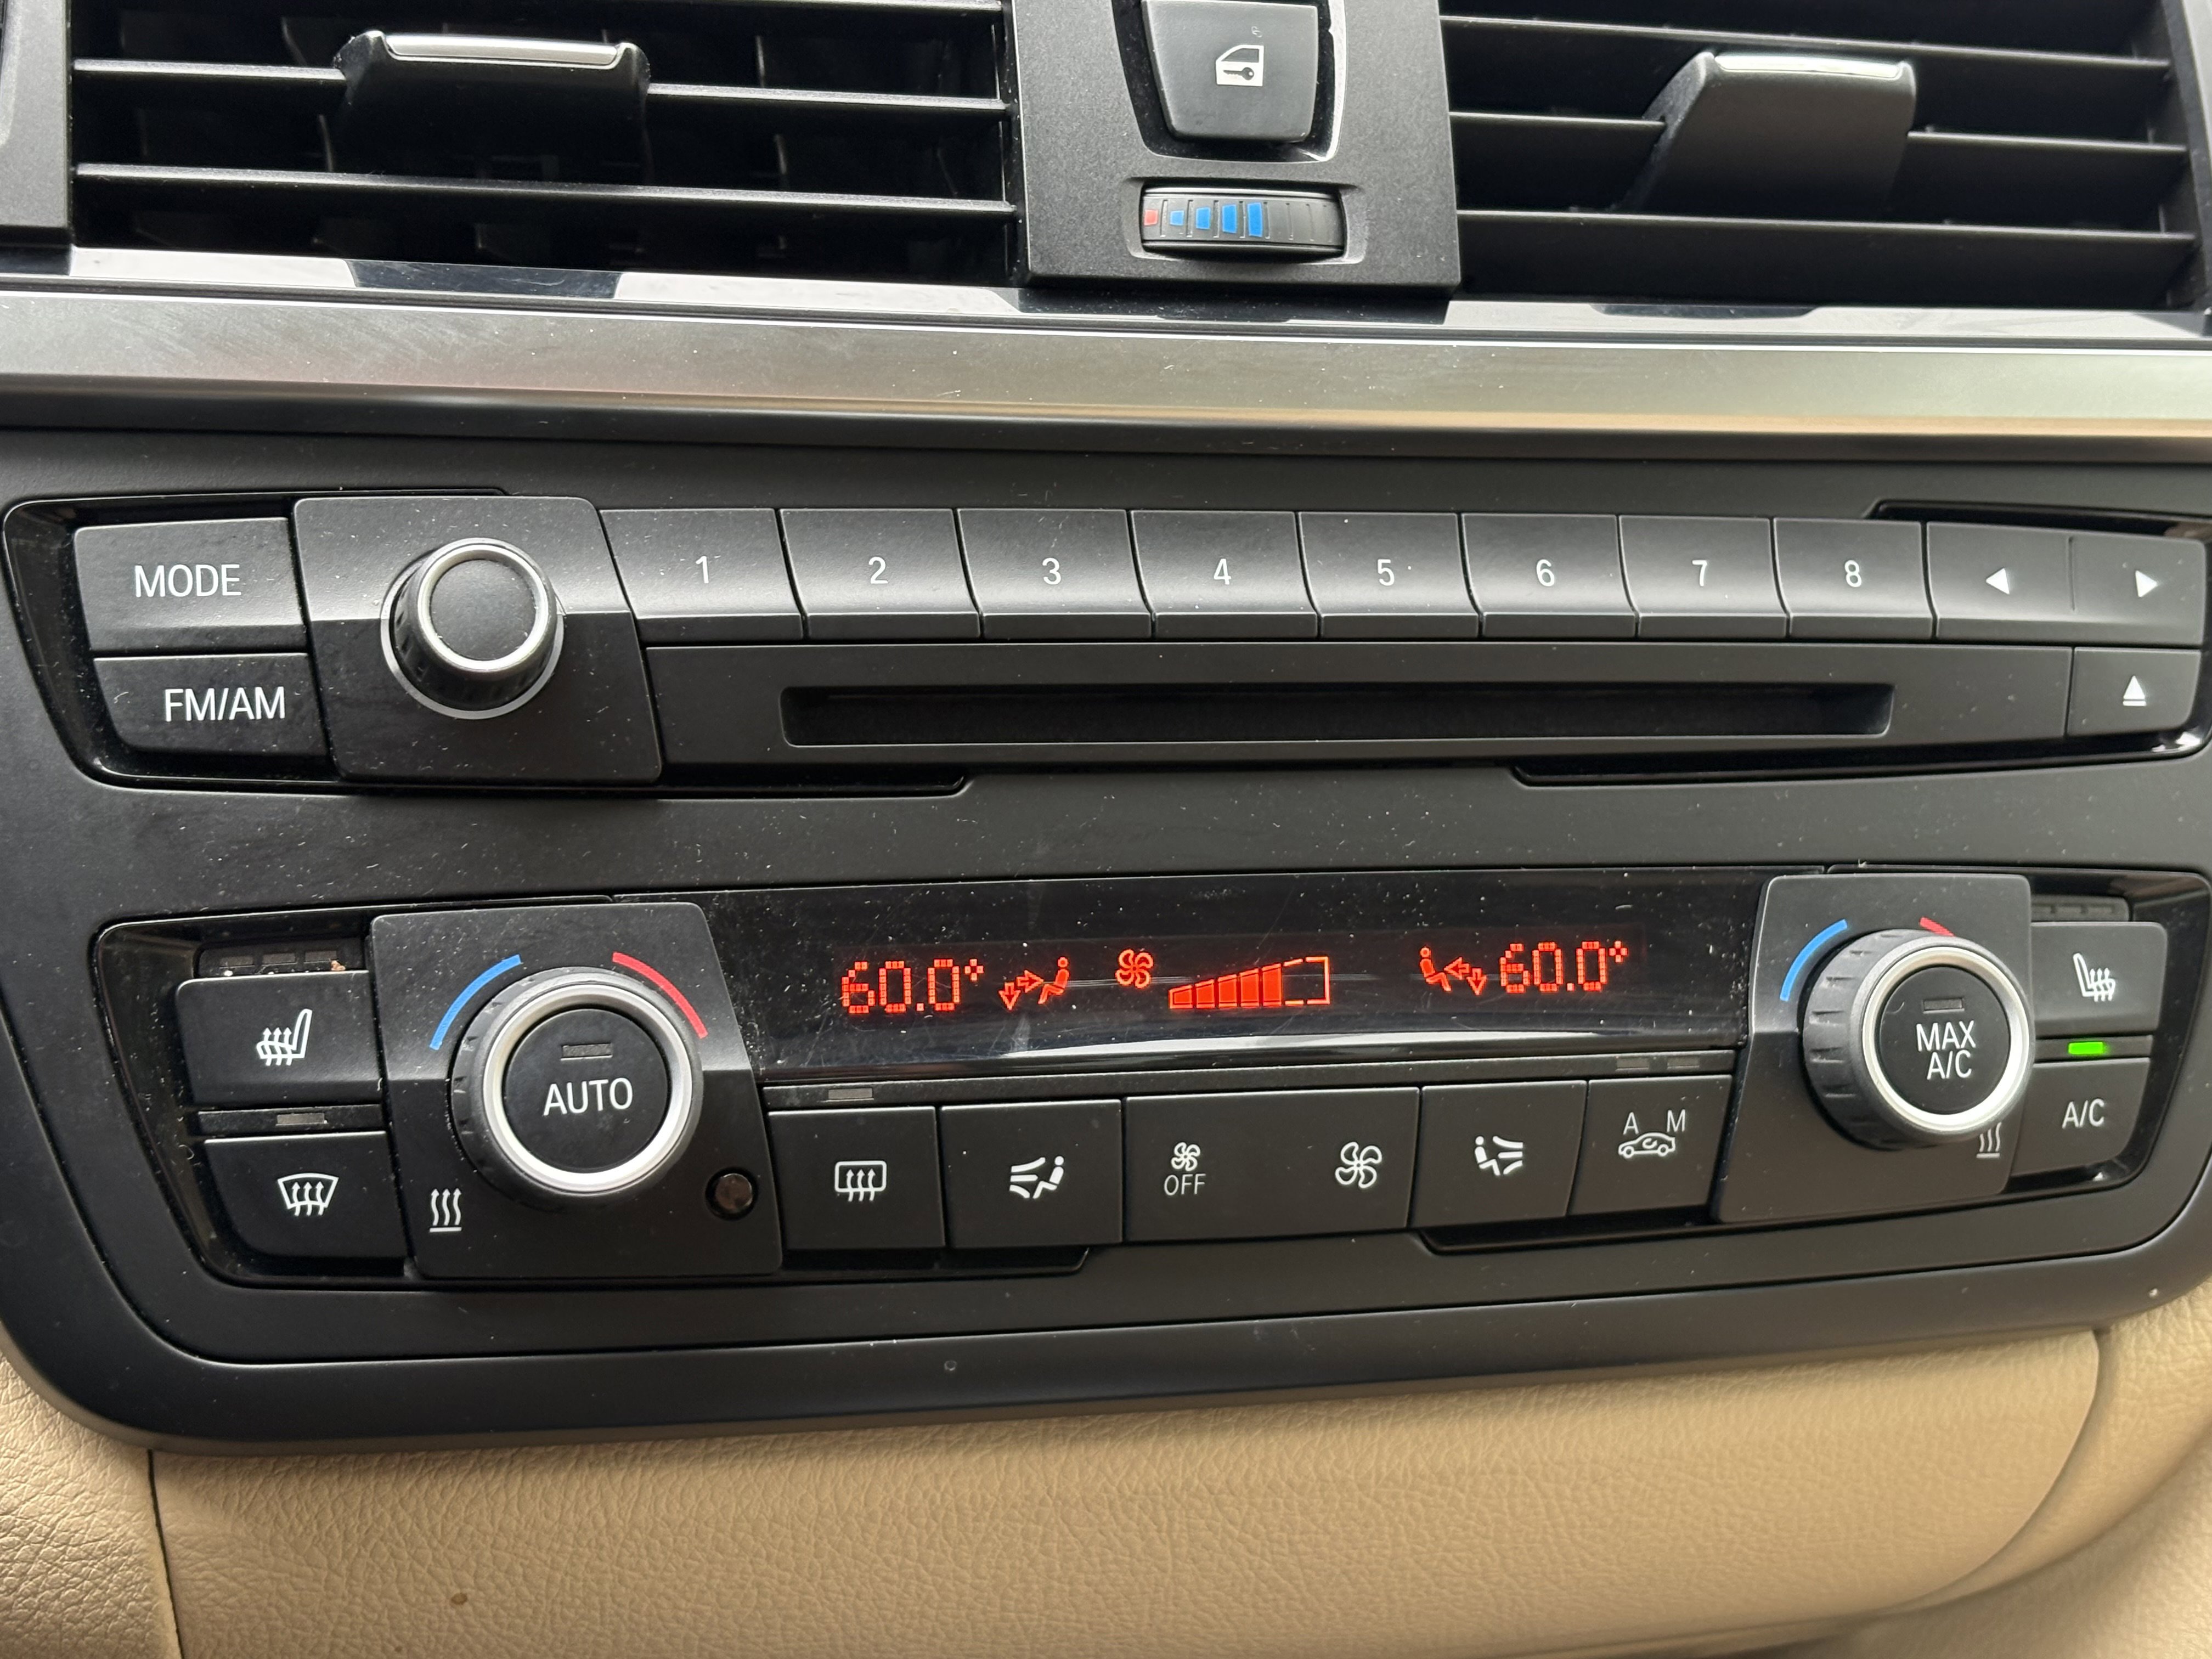 MODE
1 2 3 4 5 6 7 8
FM/AM
60.0° 60.0°
AUTO
MAX
A/C
A M
OFF
A/C